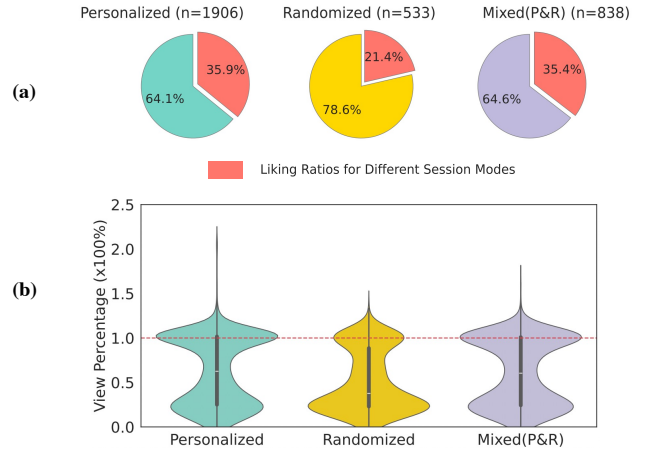 Personalized (n=1906) Randomized (n=533) Mixed(P&R) (n=838)
(a)
35.9% 64.1% 21.4% 78.6% 35.4% 64.6%
Liking Ratios for Different Session Modes
(b)
View Percentage (x100%)
2.5
2.0
1.5
1.0
0.5
0.0
Personalized Randomized Mixed(P&R)